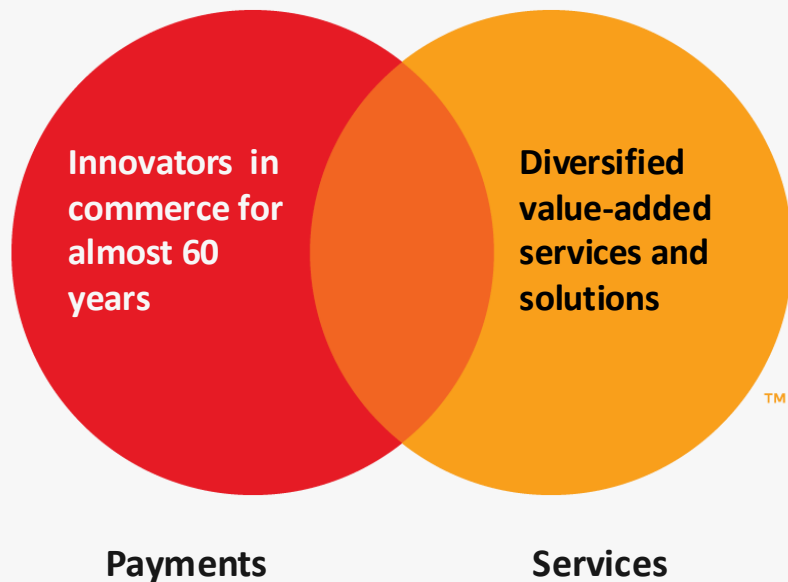 Innovators in
commerce for
almost 60
years
Diversified
value-added
services and
solutions
TM
Payments
Services